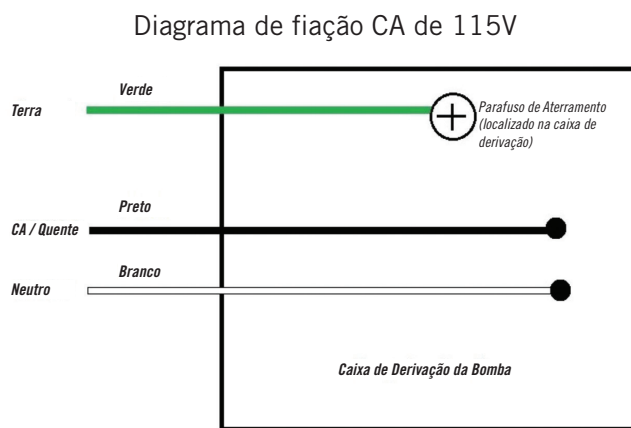 Diagrama de fiação CA de 115V
Verde
Terra
Parafuso de Aterramento
(localizado na caixa de
derivação)
Preto
CA / Quente
Branco
Neutro
Caixa de Derivação da Bomba